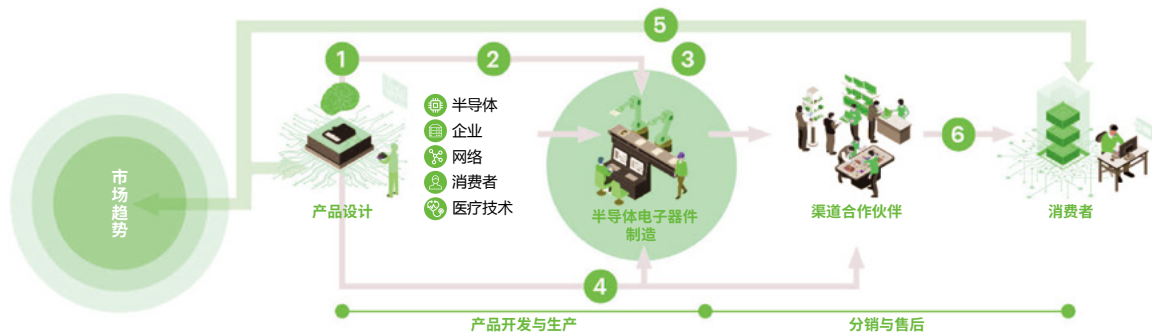 5
1
2
3
半导体
企业
网络
消费者
医疗技术
6
市场趋势
产品设计
半导体电子器件
制造
渠道合作伙伴
消费者
4
产品开发与生产
分销与售后